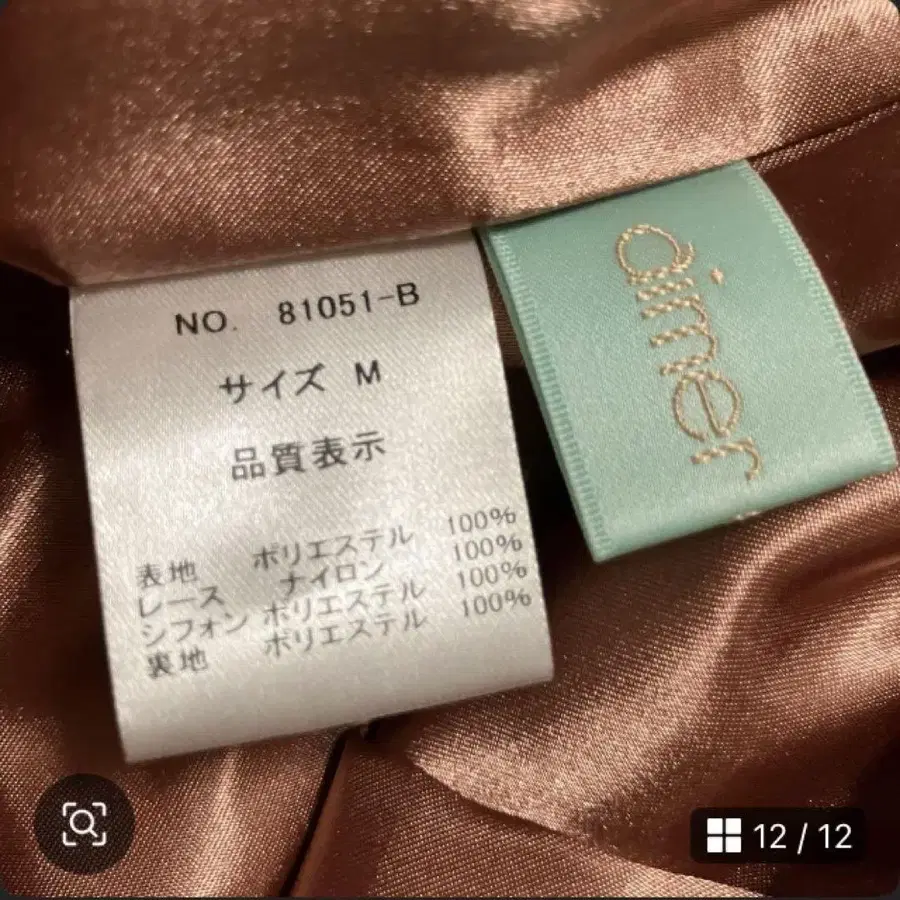 NO. 81051-B
サイズ M
品質表示
表地 ポリエステル 100%
レース ナイロン 100%
シフォン ポリエステル 100%
裏地 ポリエステル 100%
aimer
12 / 12